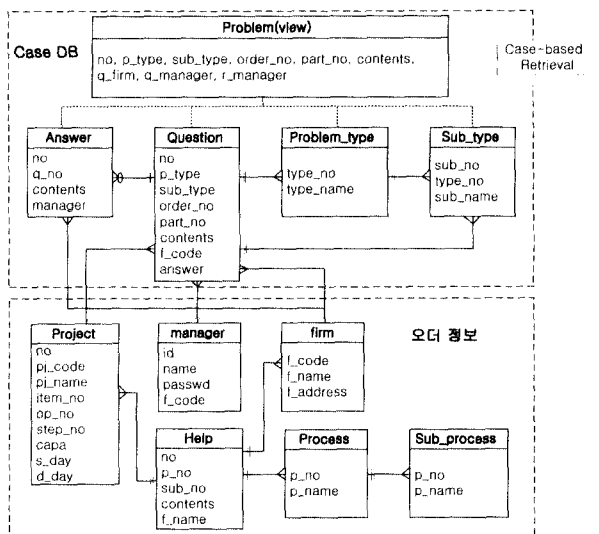 Problem(view)
Case DB
no, p_type, sub_type, order_no, part_no, contents,
q_firm, q_manager, r_manager
Case-based
Retrieval
Answer
no
q_no
contents
manager
Question
no
p_type
sub_type
order_no
part_no
contents
f_code
answer
Problem_type
type_no
type_name
Sub_type
sub_no
type_no
sub_name
오더 정보
Project
no
pj_code
pj_name
item_no
op_no
step_no
capa
s_day
d_day
manager
id
name
passwd
f_code
firm
f_code
f_name
f_address
Help
no
p_no
sub_no
contents
f_name
Process
p_no
p_name
Sub_process
p_no
p_name